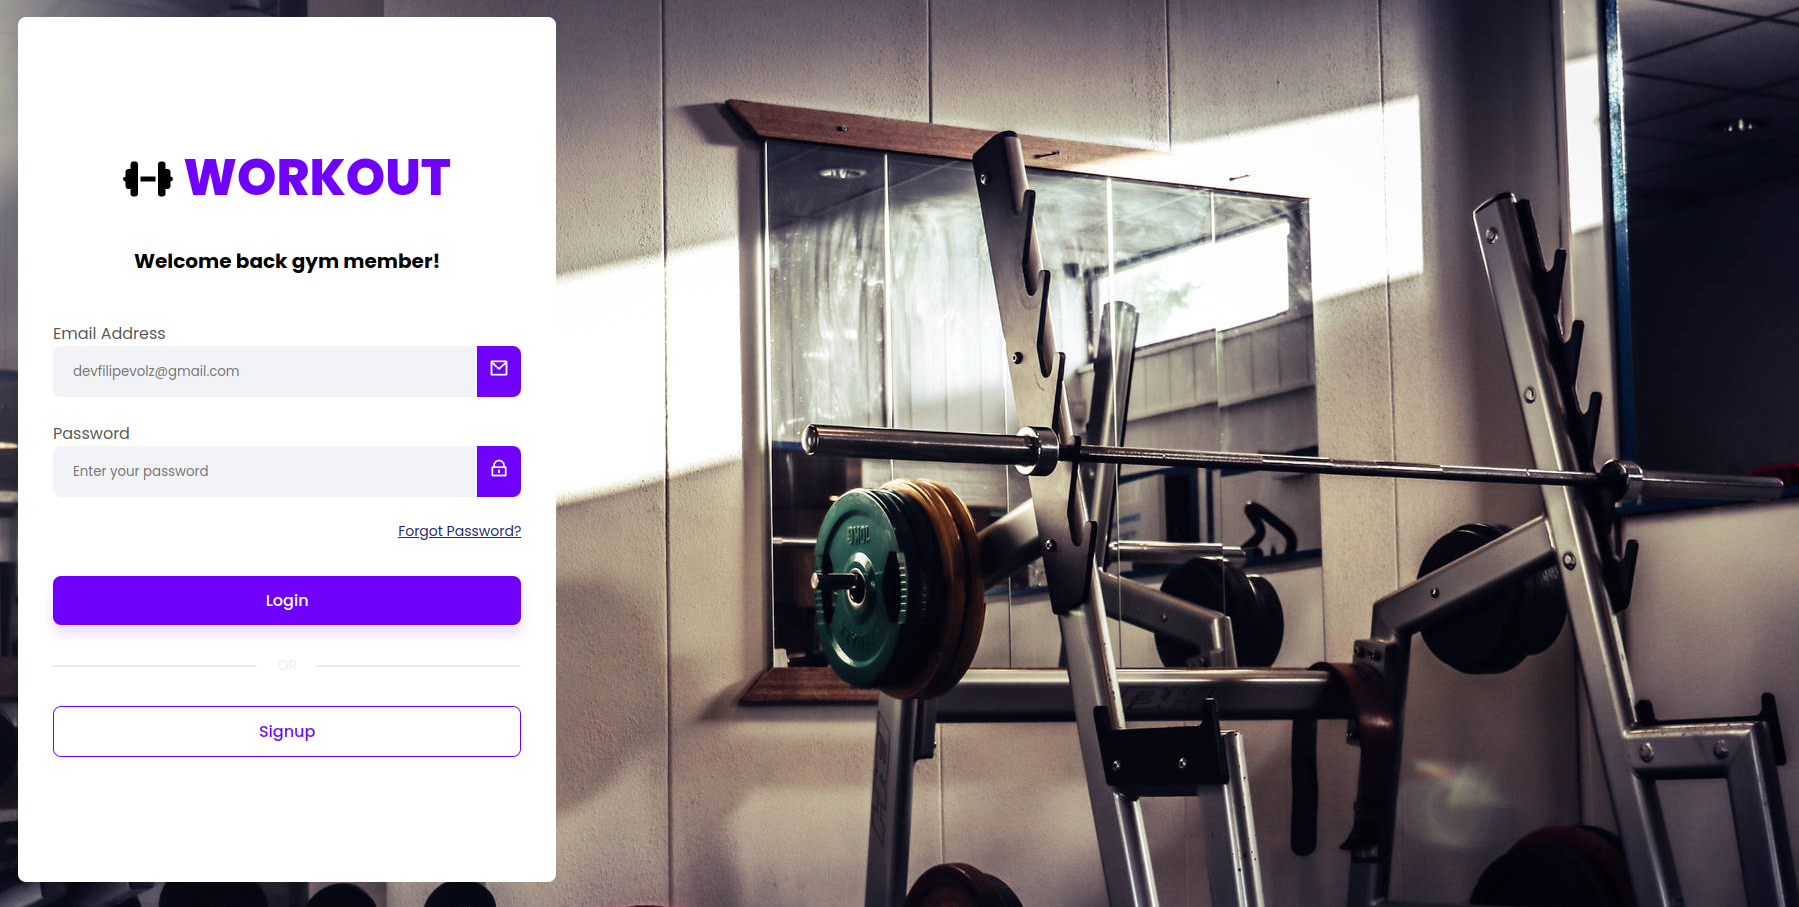 WORKOUT
Welcome back gym member!
Email Address
devfilipevolz@gmail.com
Password
Enter your password
Forgot Password?
Login
OR
Signup